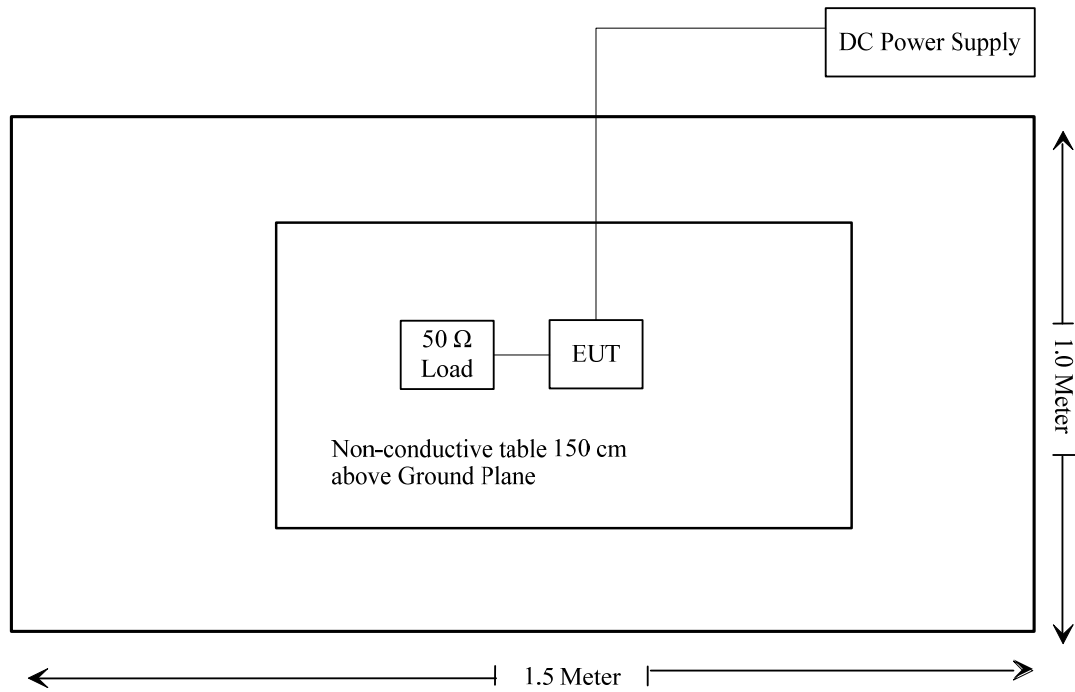 DC Power Supply
50 Ω
Load
EUT
Non-conductive table 150 cm
above Ground Plane
1.0 Meter
1.5 Meter